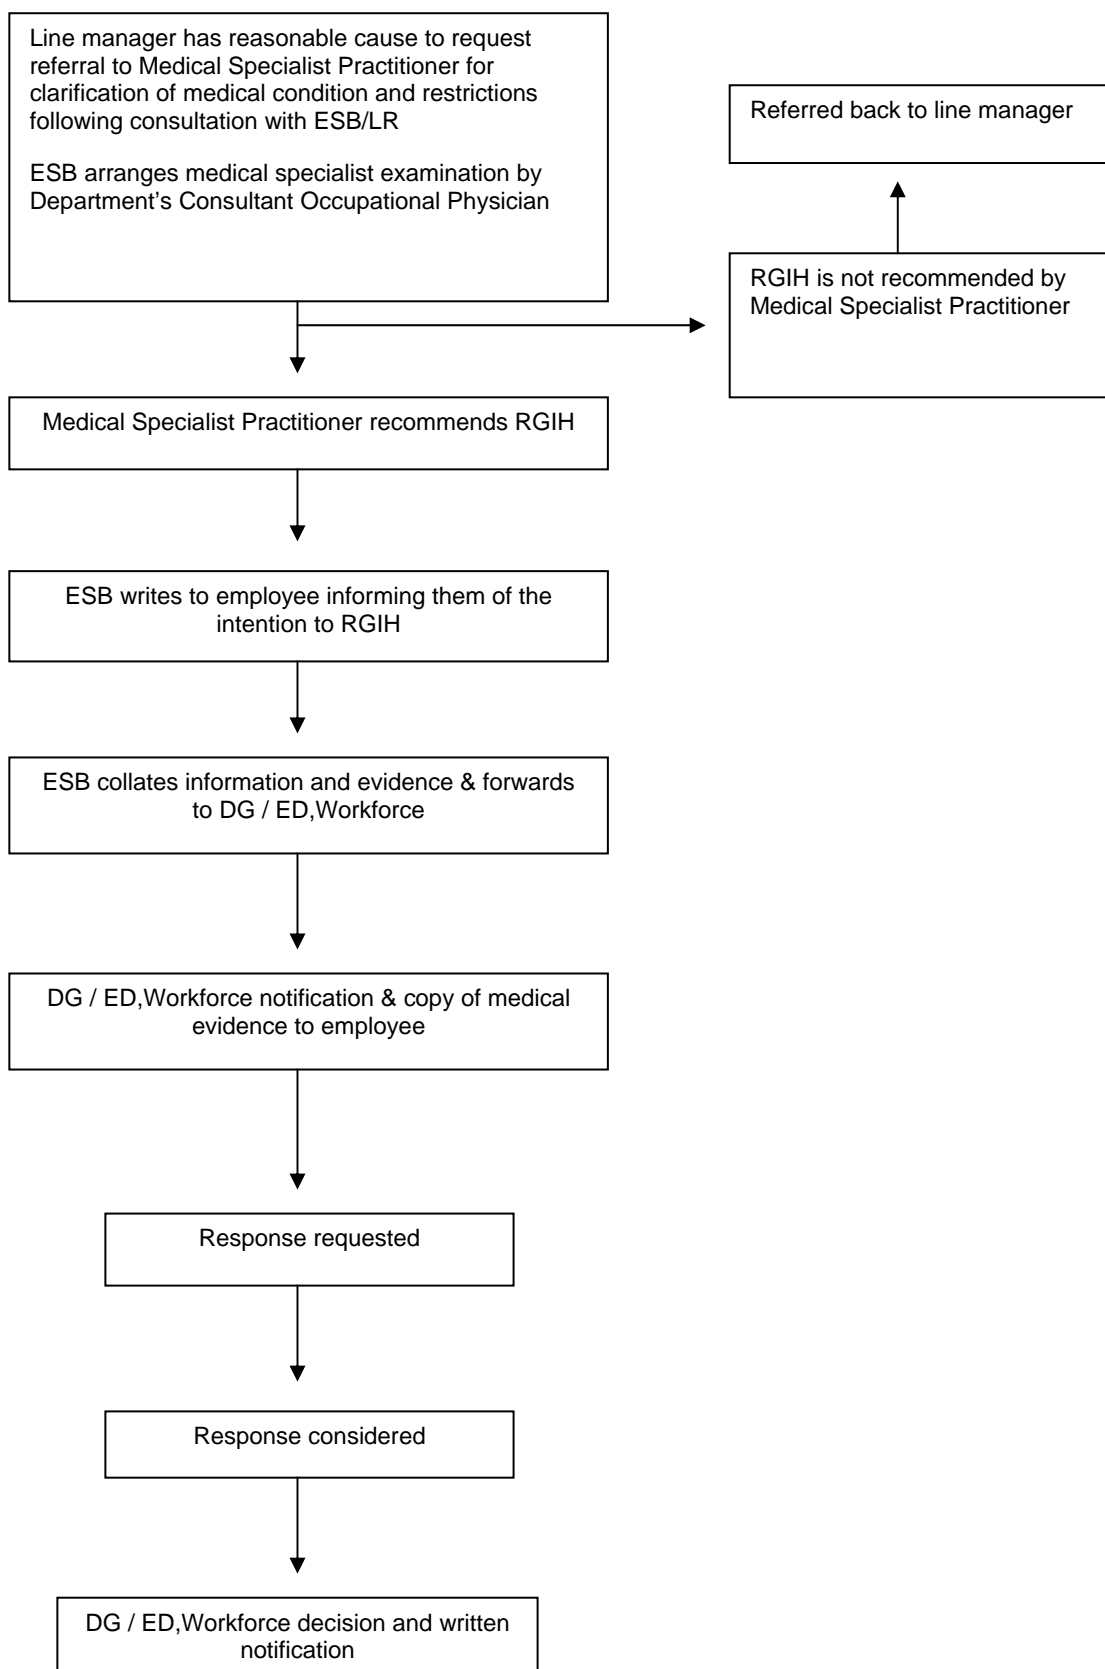 Line manager has reasonable cause to request
referral to Medical Specialist Practitioner for
clarification of medical condition and restrictions
following consultation with ESB/LR
ESB arranges medical specialist examination by
Department’s Consultant Occupational Physician
Referred back to line manager
RGIH is not recommended by
Medical Specialist Practitioner
Medical Specialist Practitioner recommends RGIH
ESB writes to employee informing them of the
intention to RGIH
ESB collates information and evidence & forwards
to DG / ED,Workforce
DG / ED,Workforce notification & copy of medical
evidence to employee
Response requested
Response considered
DG / ED,Workforce decision and written
notification